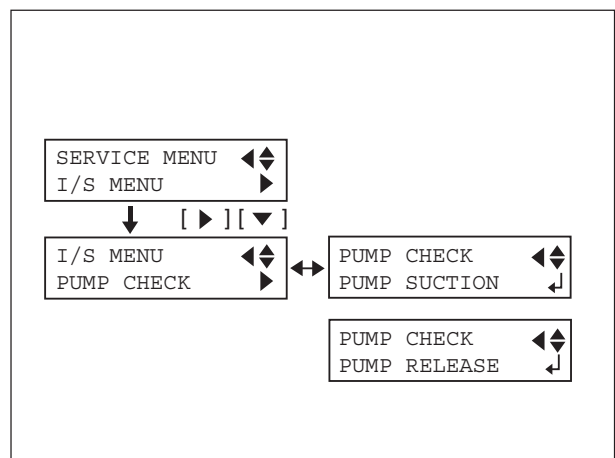 SERVICE MENU ◀◆
I/S MENU ▶
[ ▶ ][ ▼ ]
I/S MENU ◀◆
PUMP CHECK ▶
PUMP CHECK ◀◆
PUMP SUCTION ↵
PUMP CHECK ◀◆
PUMP RELEASE ↵